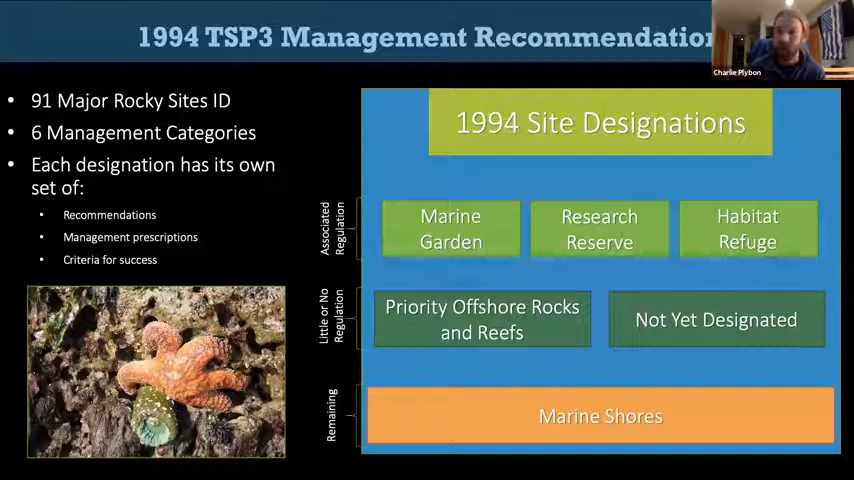 1994 TSP3 Management Recommendation
Charlie Plybon
• 91 Major Rocky Sites ID
• 6 Management Categories
• Each designation has its own
set of:
• Recommendations
• Management prescriptions
• Criteria for success
1994 Site Designations
Associated
Regulation
Marine
Garden
Research
Reserve
Habitat
Refuge
Little or No
Regulation
Priority Offshore Rocks
and Reefs
Not Yet Designated
Remaining
Marine Shores